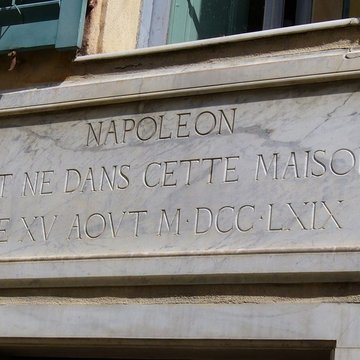 NAPOLEON
T NE DANS CETTE MAISO
E XV AOVT M·DCC·LXIX